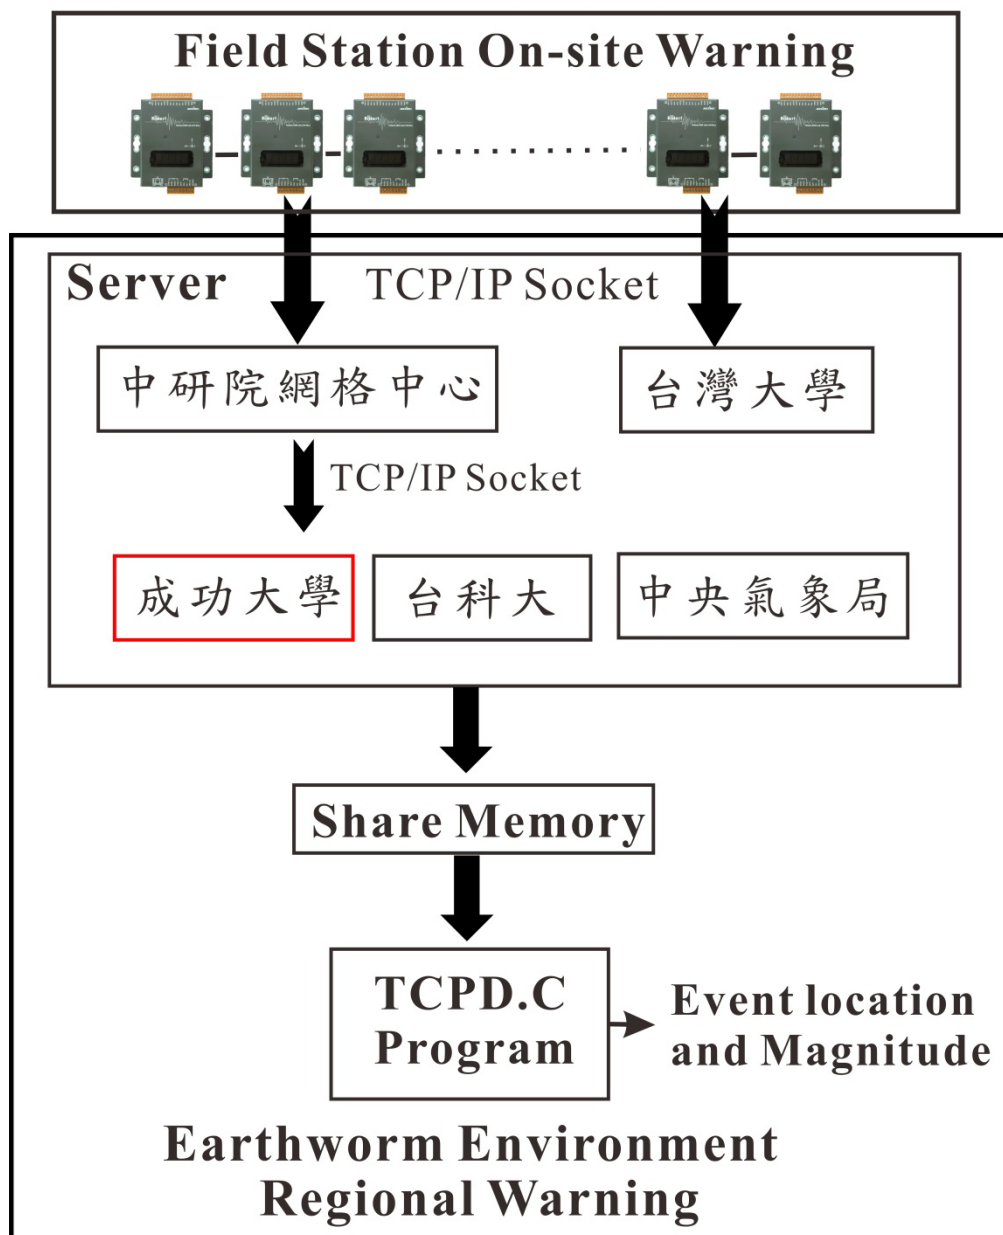 Field Station On-site Warning
Server
TCP/IP Socket
中研院網格中心
台灣大學
TCP/IP Socket
成功大學
台科大
中央氣象局
Share Memory
TCPD.C
Program
Event location
and Magnitude
Earthworm Environment
Regional Warning